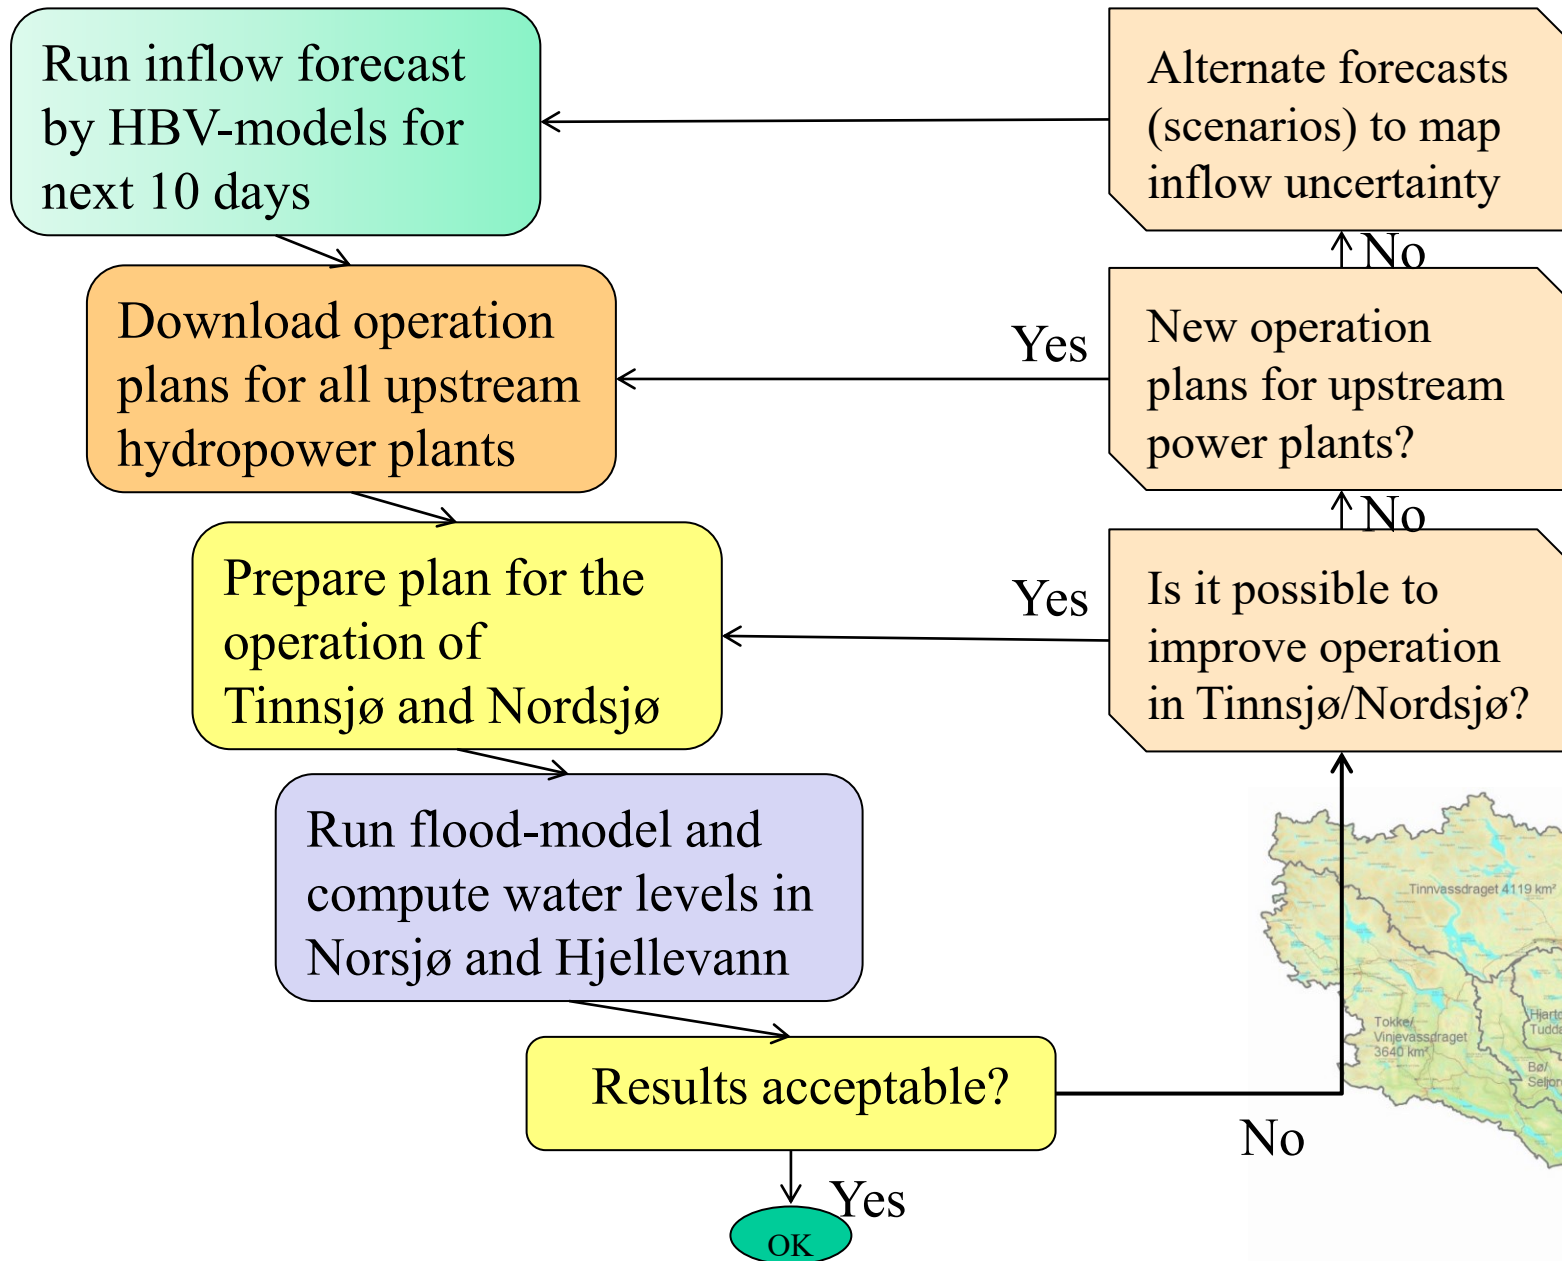 Run inflow forecast
by HBV-models for
next 10 days
Download operation
plans for all upstream
hydropower plants
Prepare plan for the
operation of
Tinnsjø and Nordsjø
Run flood-model and
compute water levels in
Norsjø and Hjellevann
Results acceptable?
Yes
OK
No
Is it possible to
improve operation
in Tinnsjø/Nordsjø?
Yes
No
New operation
plans for upstream
power plants?
Yes
No
Alternate forecasts
(scenarios) to map
inflow uncertainty
Tinnvassdraget 4119 km²
Tokke/
Vinjevassdraget
3640 km²
Bø/